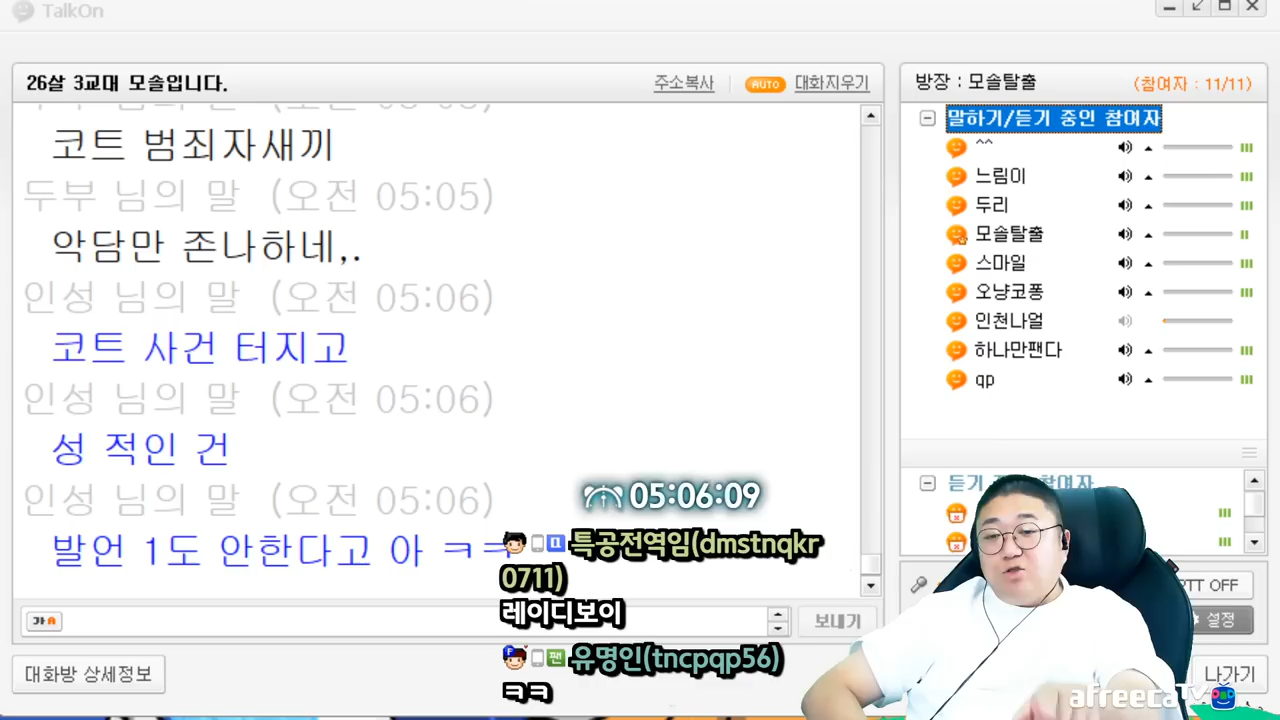 TalkOn
26살 3교대 모솔입니다.
주소복사
AUTO
대화지우기
코트 범죄자새끼
두부 님의 말 (오전 05:05)
악담만 존나하네,.
인성 님의 말 (오전 05:06)
코트 사건 터지고
인성 님의 말 (오전 05:06)
성 적인 건
인성 님의 말 (오전 05:06)
발언 1도 안한다고 아 ㅋㅋ
가
보내기
대화방 상세정보
방장 : 모솔탈출
(참여자 : 11/11)
말하기/듣기 중인 참여자
^^
느림이
두리
모솔탈출
스마일
오냥코퐁
인천나얼
하나만팬다
qp
듣기
참여자
PTT OFF
설정
나가기
05:06:09
특공전역임(dmstnqkr
0711)
레이디보이
팬
유명인(tncpqp56)
ㅋㅋ
afreecaTV